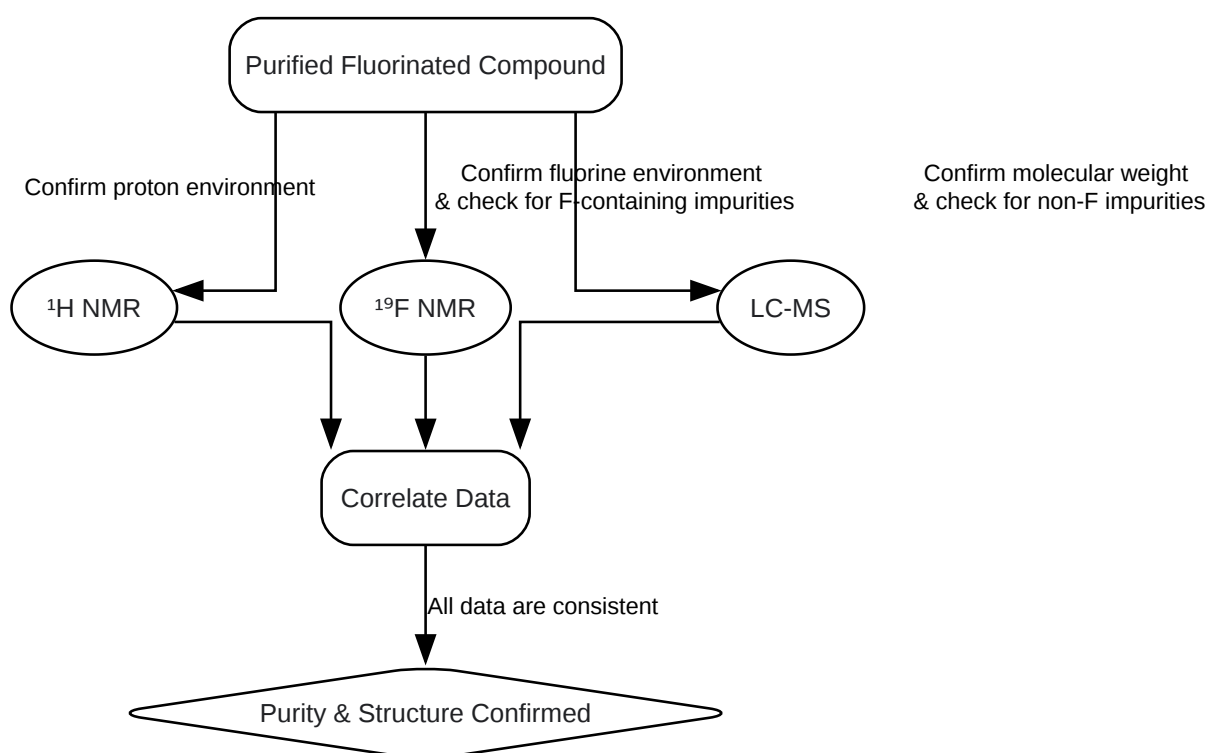 Purified Fluorinated Compound
Confirm proton environment
Confirm fluorine environment
& check for F-containing impurities
Confirm molecular weight
& check for non-F impurities
¹H NMR
¹⁹F NMR
LC-MS
Correlate Data
All data are consistent
Purity & Structure Confirmed